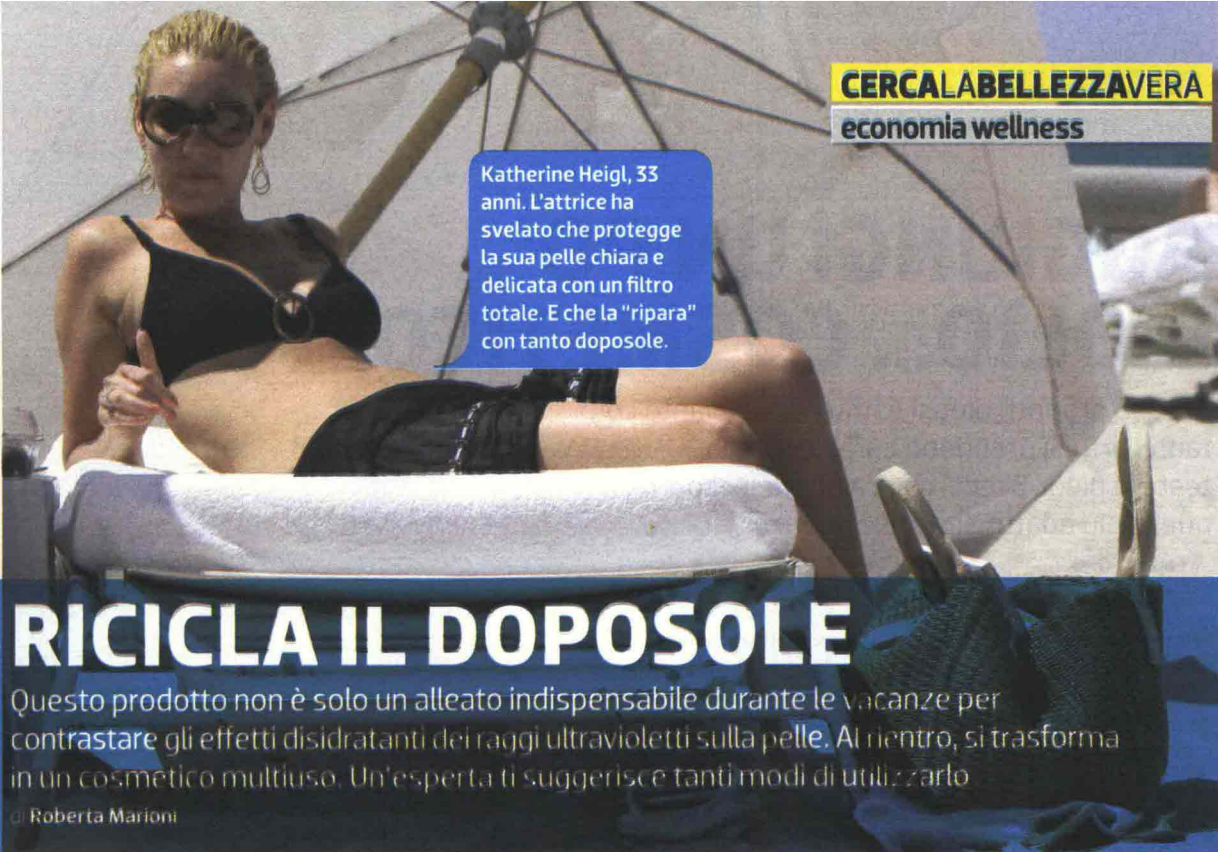 CERCALABELLEZZAVERA
economia wellness
Katherine Heigl, 33
anni. L'attrice ha
svelato che protegge
la sua pelle chiara e
delicata con un filtro
totale. E che la "ripara"
con tanto doposole.
RICICLA IL DOPOSOLE
Questo prodotto non è solo un alleato indispensabile durante le vacanze per
contrastare gli effetti disidratanti dei raggi ultravioletti sulla pelle. Al rientro, si trasforma
in un cosmetico multiuso. Un'esperta ti suggerisce tanti modi di utilizzarlo
di Roberta Marioni